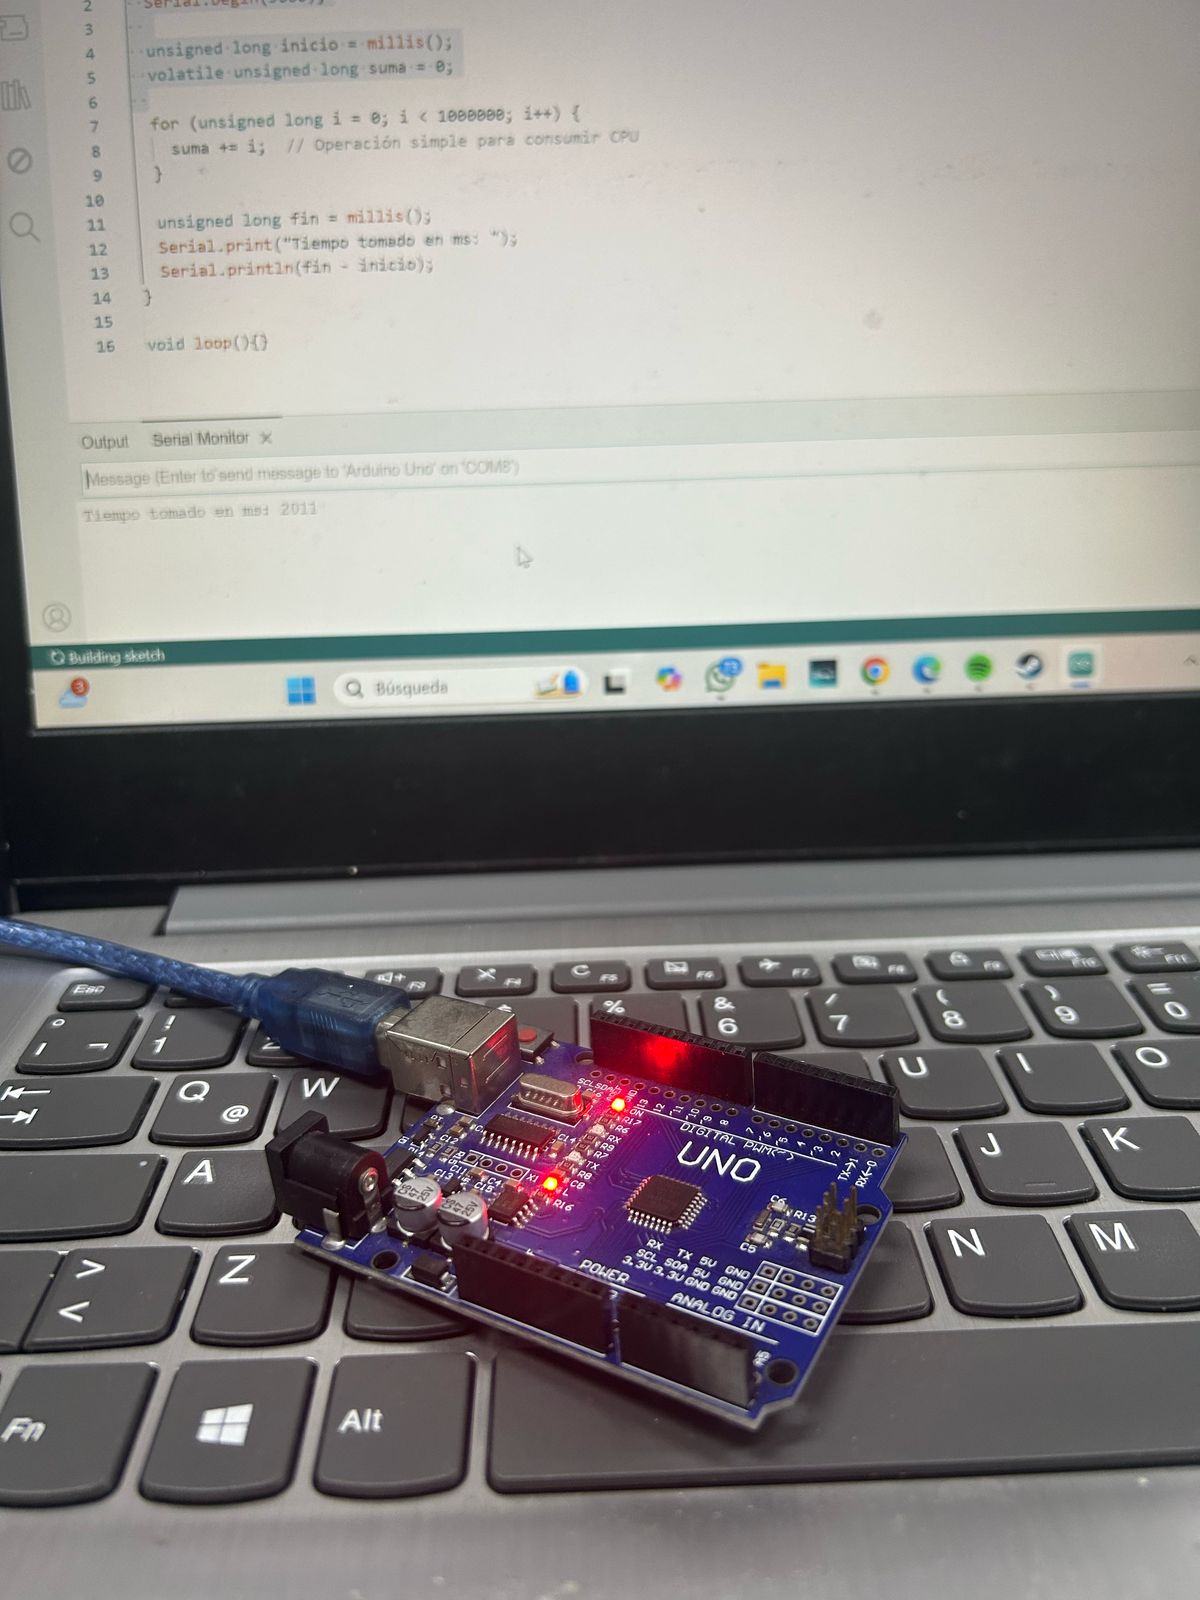 2 Serial.begin(9600);
3
4 unsigned long inicio = millis();
5 volatile unsigned long suma = 0;
6
7 for (unsigned long i = 0; i < 1000000; i++) {
8 suma += i; // Operación simple para consumir CPU
9 }
10
11 unsigned long fin = millis();
12 Serial.print("Tiempo tomado en ms: ");
13 Serial.println(fin - inicio);
14 }
15
16 void loop(){}
Output Serial Monitor ×
Message (Enter to send message to 'Arduino Uno' on 'COM8')
Tiempo tomado en ms: 2011
Building sketch
3 Búsqueda
Esc F3 F4 F5 F6 F7 F8 F9 F10 F11
! 1 % & 6 / 7 ( 8 ) 9 = 0
Q @ W U I O
A J K
> < Z N M
Fn Alt
SCL SDA
13 12 11 10 9 8 7 6 5 4 3 2
ON
R17
R6
RX
R9
R7
TX
R8
C8
L
R16
DIGITAL PWM(~)
TX→1
RX←0
UNO
C12
C11
C13
C4
C15
X1
C6
R13
C5
RX TX 5V GND
SCL SDA 5V GND
3.3V 3.3V GND GND
POWER
ANALOG IN